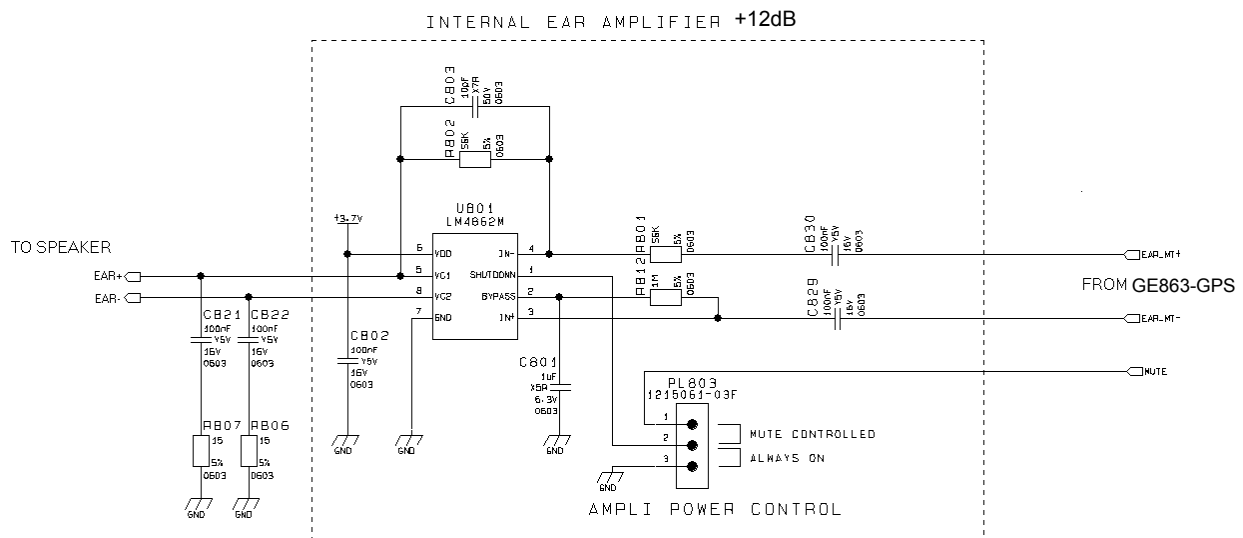 INTERNAL EAR AMPLIFIER +12dB
C803
10pF
X7R
50V
0603
R802
56K
5%
0603
U801
LM4862M
+3.7V
6 VDD
5 VO1
8 VO2
7 GND
IN- 4
SHUTDOWN 1
BYPASS 2
IN+ 3
R801
56K
5%
0603
R812
1M
5%
0603
C830
100nF
Y5V
16V
0603
C829
100nF
Y5V
16V
0603
TO SPEAKER
EAR+
EAR-
EAR_MT+
FROM GE863-GPS
EAR_MT-
MUTE
C821
100nF
Y5V
16V
0603
C822
100nF
Y5V
16V
0603
C802
100nF
Y5V
16V
0603
C801
1uF
X5R
6.3V
0603
PL803
1215061-03F
1
2
3
MUTE CONTROLLED
ALWAYS ON
R807
15
5%
0603
R806
15
5%
0603
GND
GND
GND
GND
GND
GND
AMPLI POWER CONTROL